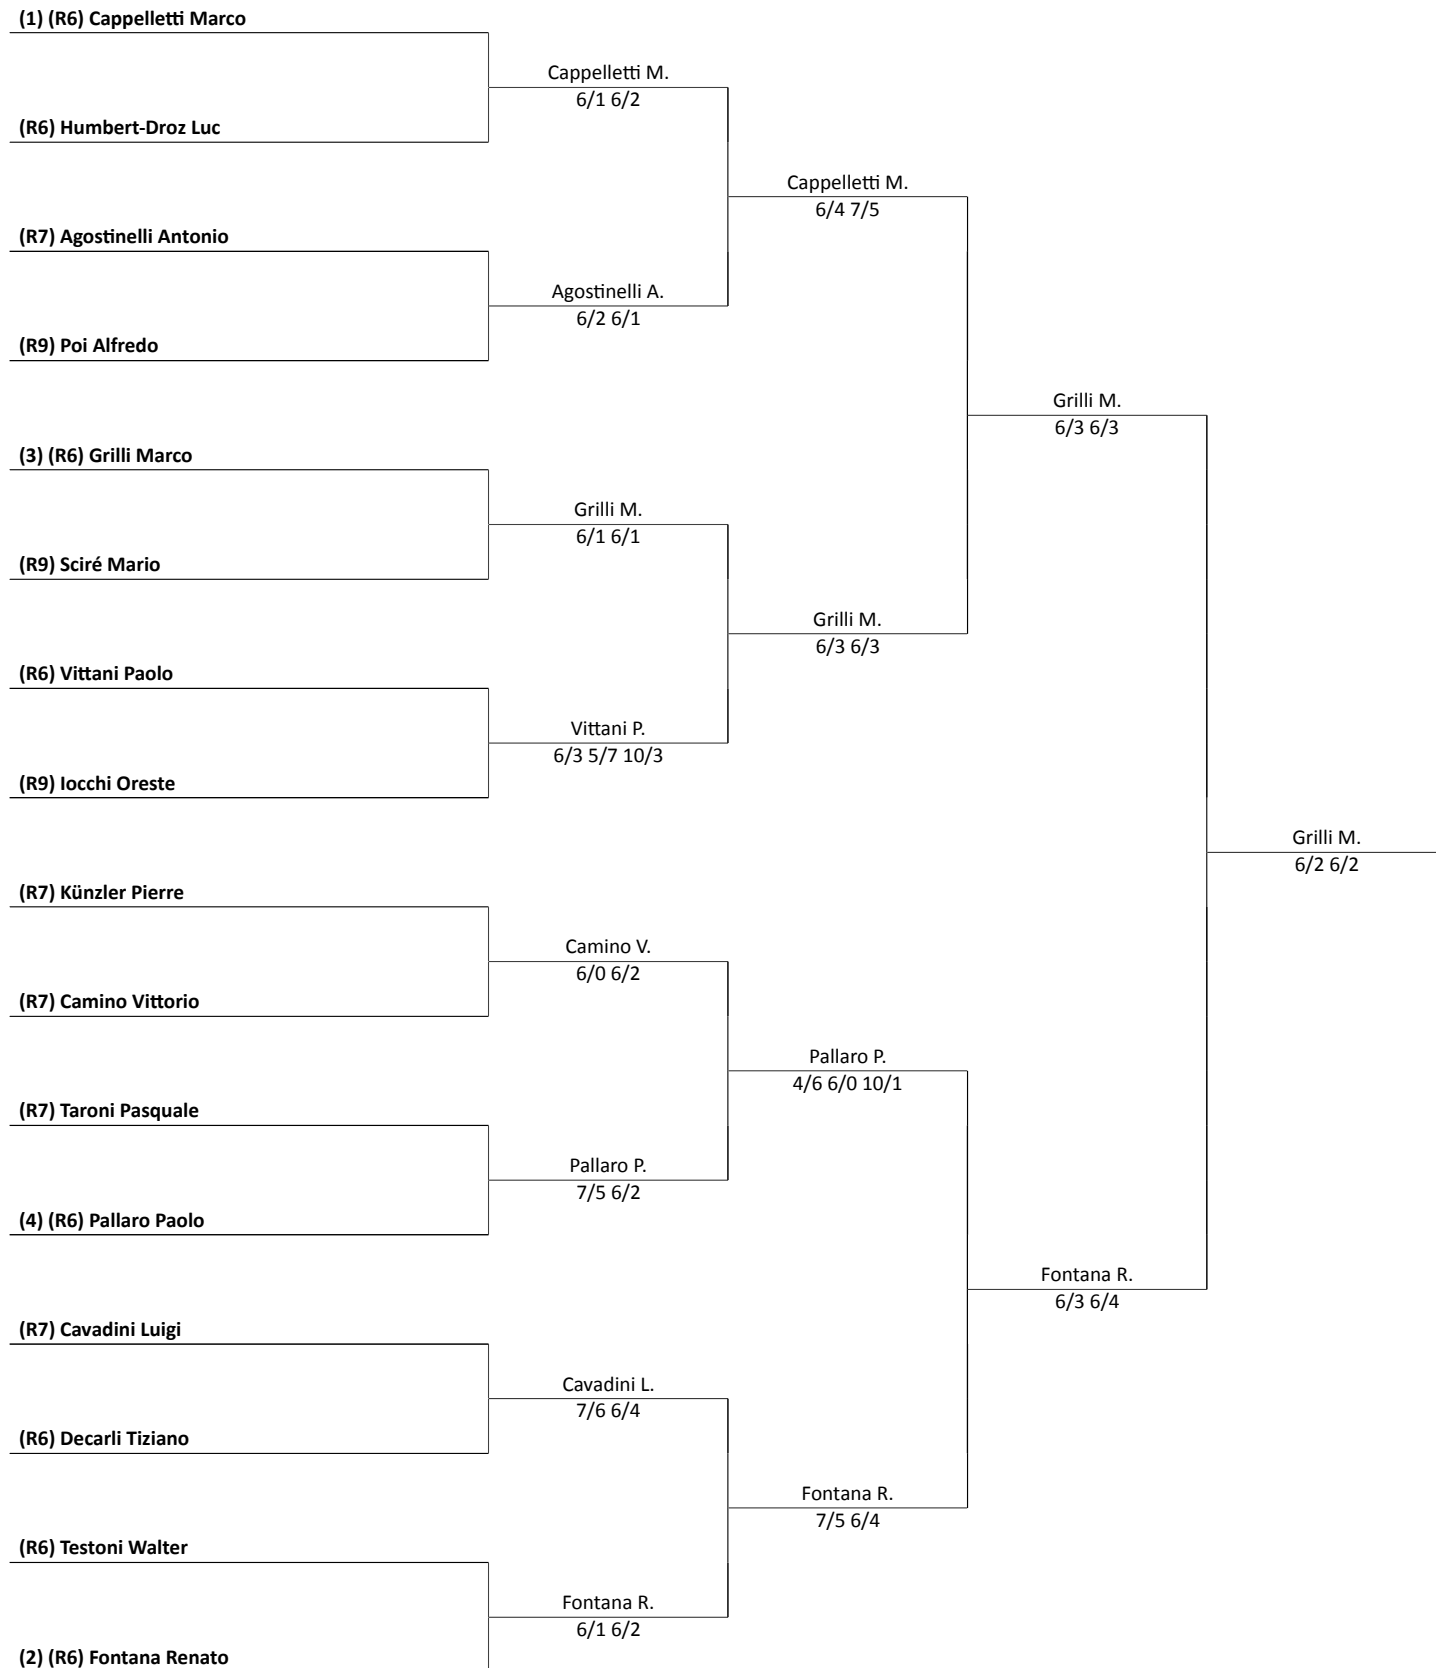 (1) (R6) Cappelletti Marco
Cappelletti M.
6/1 6/2
(R6) Humbert-Droz Luc
Cappelletti M.
6/4 7/5
(R7) Agostinelli Antonio
Agostinelli A.
6/2 6/1
(R9) Poi Alfredo
Grilli M.
6/3 6/3
(3) (R6) Grilli Marco
Grilli M.
6/1 6/1
(R9) Sciré Mario
Grilli M.
6/3 6/3
(R6) Vittani Paolo
Vittani P.
6/3 5/7 10/3
(R9) Iocchi Oreste
Grilli M.
6/2 6/2
(R7) Künzler Pierre
Camino V.
6/0 6/2
(R7) Camino Vittorio
Pallaro P.
4/6 6/0 10/1
(R7) Taroni Pasquale
Pallaro P.
7/5 6/2
(4) (R6) Pallaro Paolo
Fontana R.
6/3 6/4
(R7) Cavadini Luigi
Cavadini L.
7/6 6/4
(R6) Decarli Tiziano
Fontana R.
7/5 6/4
(R6) Testoni Walter
Fontana R.
6/1 6/2
(2) (R6) Fontana Renato